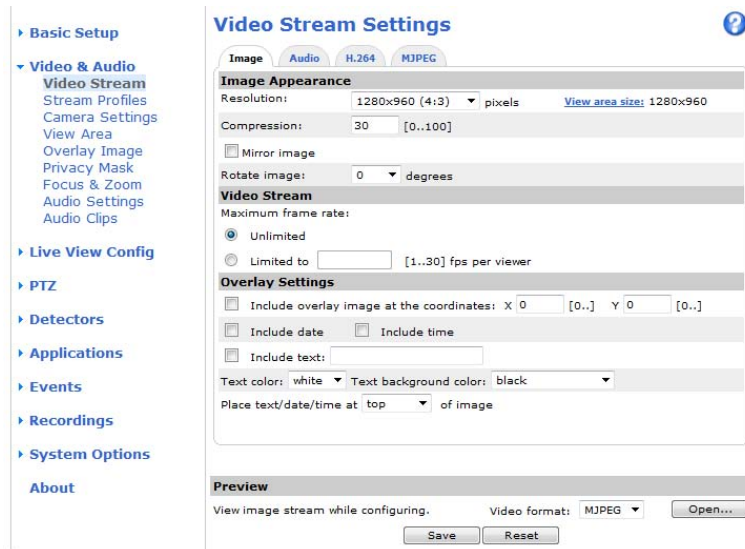 Basic Setup
Video & Audio
Video Stream
Stream Profiles
Camera Settings
View Area
Overlay Image
Privacy Mask
Focus & Zoom
Audio Settings
Audio Clips
Live View Config
PTZ
Detectors
Applications
Events
Recordings
System Options
About
Video Stream Settings
?
Image Audio H.264 MJPEG
Image Appearance
Resolution: 1280x960 (4:3) pixels View area size: 1280x960
Compression: 30 [0..100]
Mirror image
Rotate image: 0 degrees
Video Stream
Maximum frame rate:
Unlimited
Limited to [1..30] fps per viewer
Overlay Settings
Include overlay image at the coordinates: X 0 [0..] Y 0 [0..]
Include date Include time
Include text:
Text color: white Text background color: black
Place text/date/time at top of image
Preview
View image stream while configuring. Video format: MJPEG Open...
Save Reset